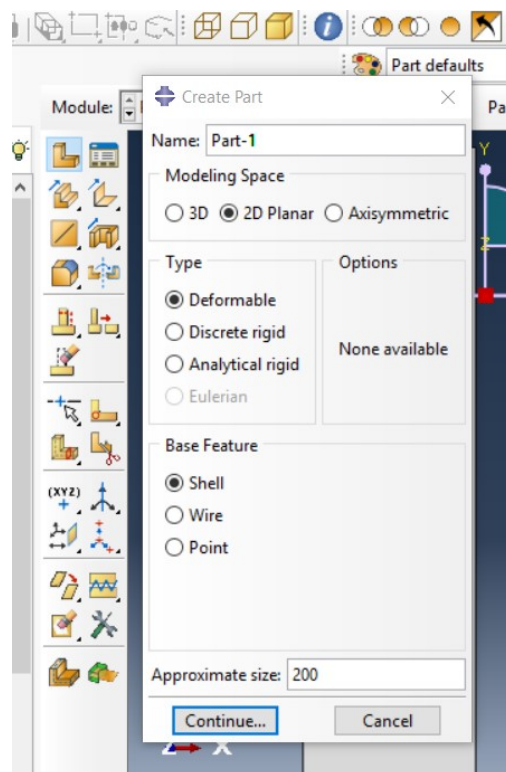 Part defaults
Create Part
Module:
Pa
Name: Part-1
Modeling Space
3D 2D Planar Axisymmetric
Type Options
Deformable
Discrete rigid
None available
Analytical rigid
Eulerian
Base Feature
Shell
Wire
Point
Approximate size: 200
Continue... Cancel
(XYZ)
Y
Z
Z X